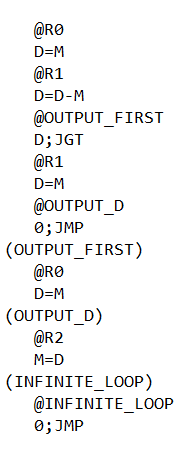 @R0
D=M
@R1
D=D-M
@OUTPUT_FIRST
D;JGT
@R1
D=M
@OUTPUT_D
0;JMP
(OUTPUT_FIRST)
@R0
D=M
(OUTPUT_D)
@R2
M=D
(INFINITE_LOOP)
@INFINITE_LOOP
0;JMP